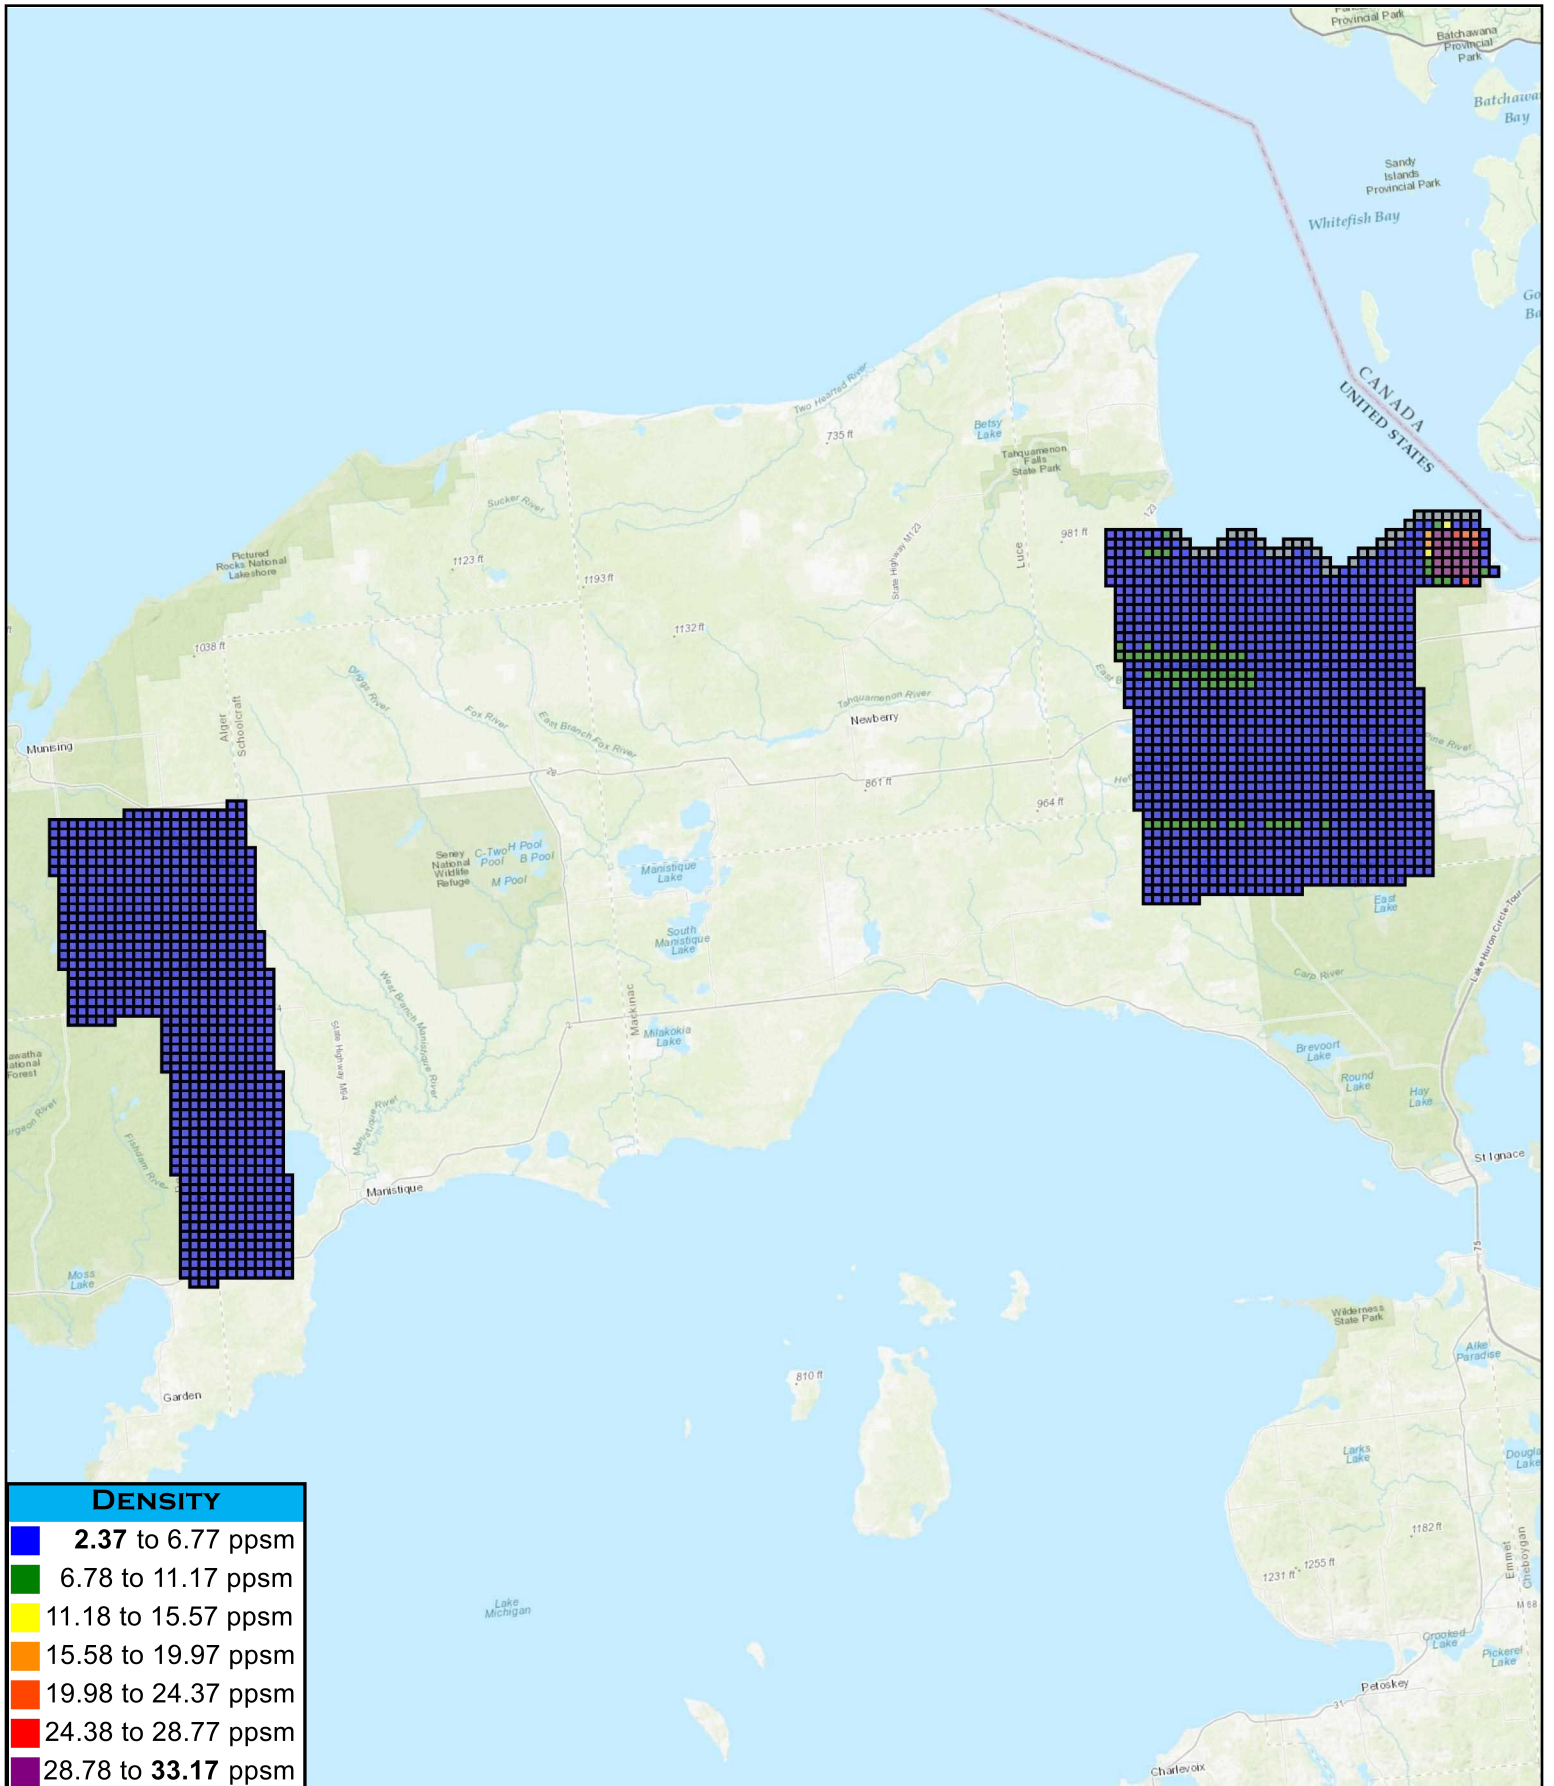 Provincial Park
Batchawana
Provincial
Park
Bay
Sandy
Islands
Provincial Park
Whitefish Bay
CANADA
UNITED STATES
Two Hearted River
735 ft
Betsy
Lake
Tahquamenon
Falls
State Park
Sucker River
123
981 ft
Luce
State Highway M123
Pictured
Rocks National
Lakeshore
1123 ft
1193 ft
1132 ft
1038 ft
Driggs River
Fox River
East Branch Fox River
Tahquamenon River
Newberry
Alger
Schoolcraft
Munising
28
861 ft
964 ft
Pine River
Seney
National
Wildlife
Refuge
C-Two
Pool
H Pool
B Pool
M Pool
Manistique
Lake
South
Manistique
Lake
East
Lake
Lake Huron Circle Tour
Carp River
West Branch Manistique River
State Highway M94
Mackinac
2
Milakokia
Lake
Brevoort
Lake
Round
Lake
Hay
Lake
Forest
Fishdam River
Manistique River
Manistique
St Ignace
75
Moss
Lake
Wilderness
State Park
Alke
Paradise
810 ft
Garden
Larks
Lake
Lake
1182 ft
1255 ft
1231 ft
Emmet
Cheboygan
M 68
Lake
Michigan
Crooked
Lake
Pickerel
Lake
Petoskey
31
Charlevoix
DENSITY
2.37 to 6.77 ppsm
6.78 to 11.17 ppsm
11.18 to 15.57 ppsm
15.58 to 19.97 ppsm
19.98 to 24.37 ppsm
24.38 to 28.77 ppsm
28.78 to 33.17 ppsm